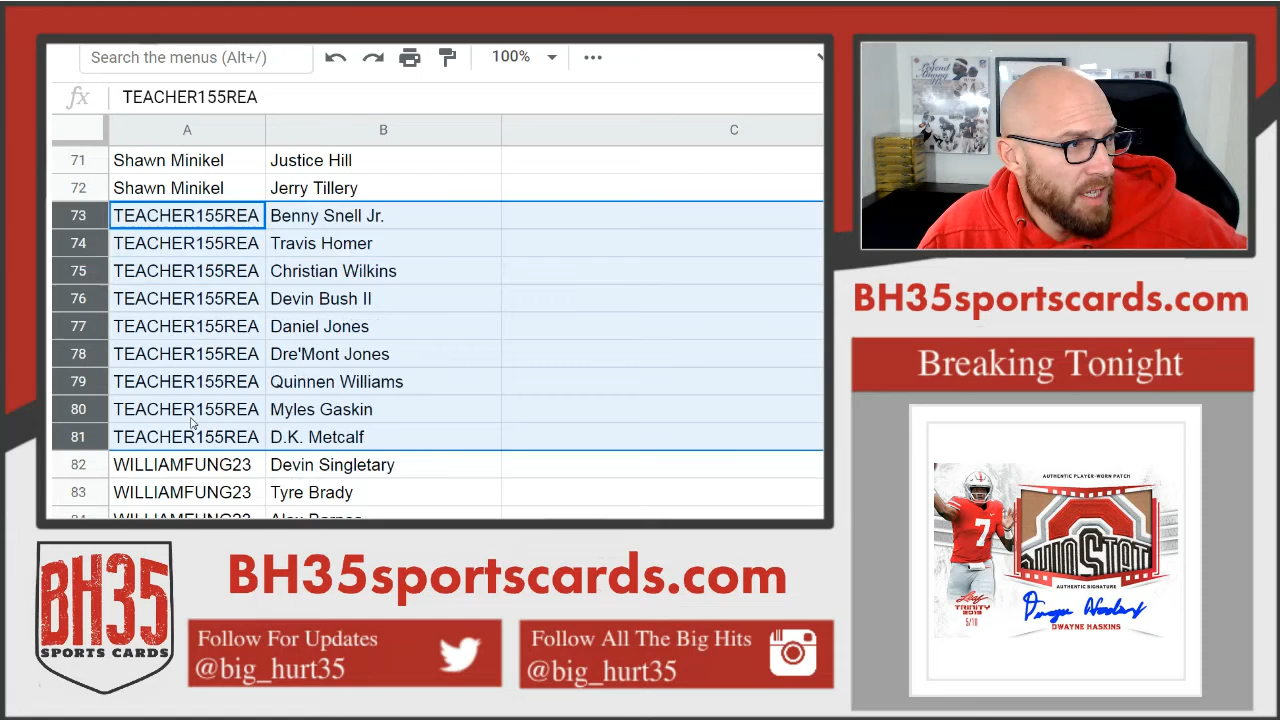 Search the menus (Alt+/)
100%
fx TEACHER155REA
A B C
71 Shawn Minikel Justice Hill
72 Shawn Minikel Jerry Tillery
73 TEACHER155REA Benny Snell Jr.
74 TEACHER155REA Travis Homer
75 TEACHER155REA Christian Wilkins
76 TEACHER155REA Devin Bush II
77 TEACHER155REA Daniel Jones
78 TEACHER155REA Dre'Mont Jones
79 TEACHER155REA Quinnen Williams
80 TEACHER155REA Myles Gaskin
81 TEACHER155REA D.K. Metcalf
82 WILLIAMFUNG23 Devin Singletary
83 WILLIAMFUNG23 Tyre Brady
BH35sportscards.com
Breaking Tonight
AUTHENTIC PLAYER-WORN PATCH
7
AUTHENTIC SIGNATURE
Leaf
TRINITY
2019
5/10
DWAYNE HASKINS
BH35
SPORTS CARDS
BH35sportscards.com
Follow For Updates
@big_hurt35
Follow All The Big Hits
@big_hurt35